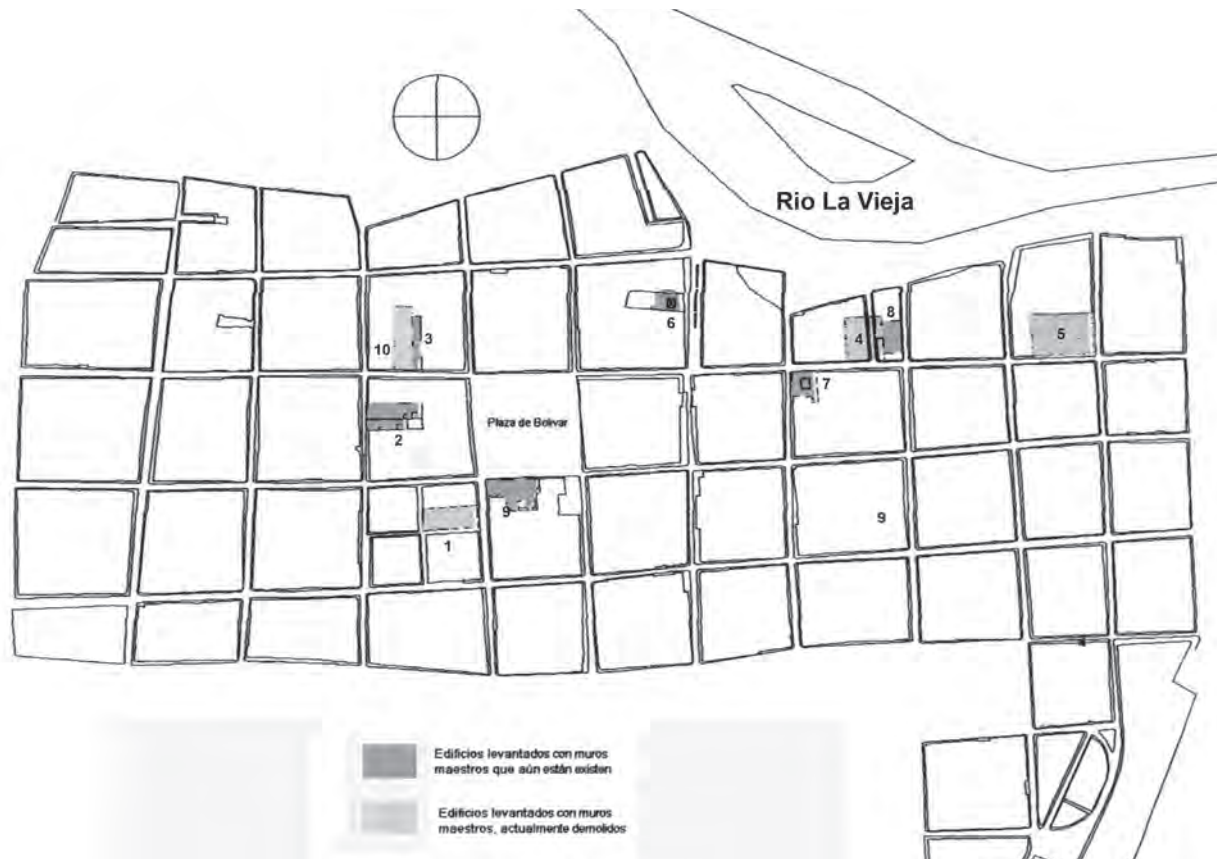 Rio La Vieja
8
6
3
4
5
10
7
Plaza de Bolivar
2
9
9
1
Edificios levantados con muros
maestros que aún están existen
Edificios levantados con muros
maestros, actualmente demolidos